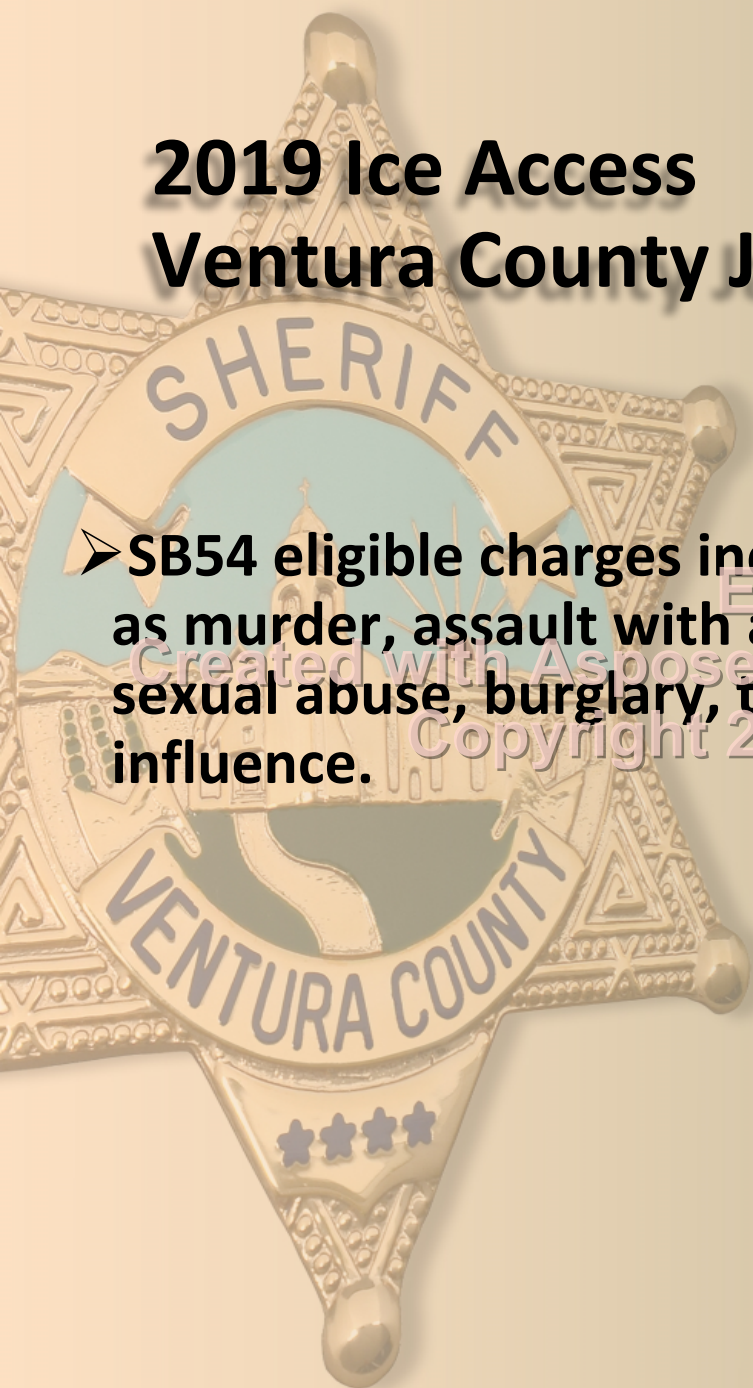 2019 Ice Access
Ventura County J
SHERIFF
➢SB54 eligible charges in
as murder, assault with a
Created with Aspose
sexual abuse, burglary, t
Copyright 2
influence.
VENTURA COUNTY